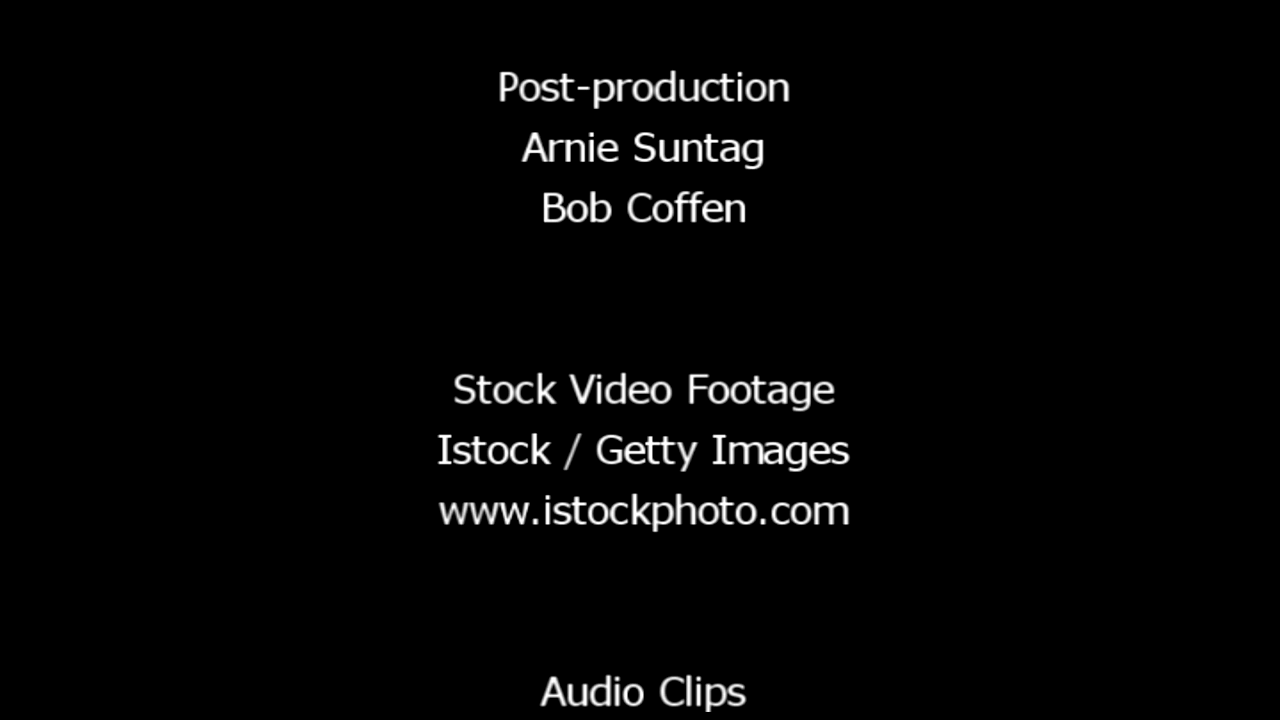 Post-production
Arnie Suntag
Bob Coffen
Stock Video Footage
Istock / Getty Images
www.istockphoto.com
Audio Clips